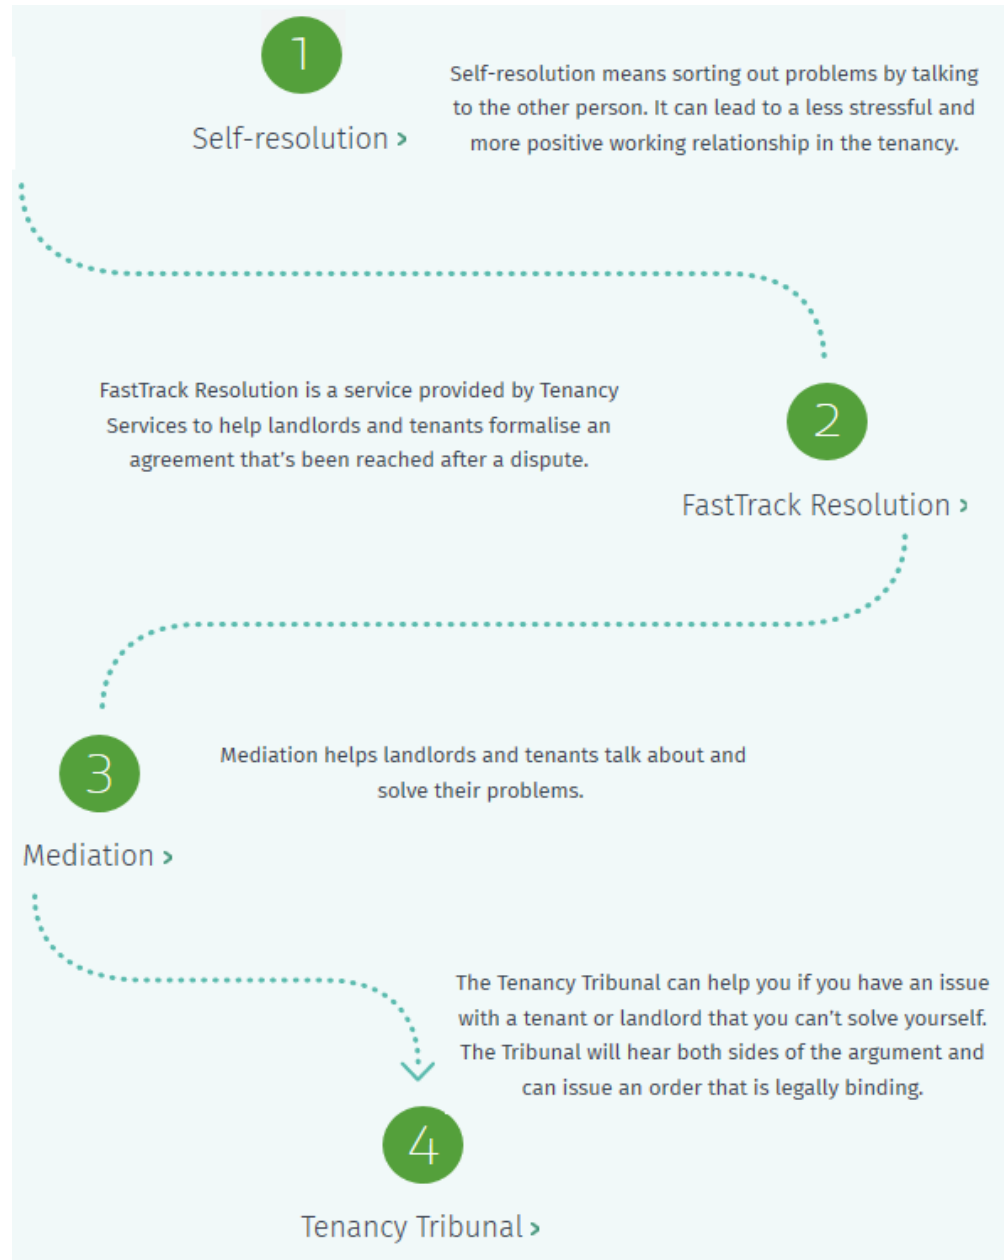 1
Self-resolution >
Self-resolution means sorting out problems by talking
to the other person. It can lead to a less stressful and
more positive working relationship in the tenancy.
FastTrack Resolution is a service provided by Tenancy
Services to help landlords and tenants formalise an
agreement that’s been reached after a dispute.
2
FastTrack Resolution >
3
Mediation >
Mediation helps landlords and tenants talk about and
solve their problems.
The Tenancy Tribunal can help you if you have an issue
with a tenant or landlord that you can’t solve yourself.
The Tribunal will hear both sides of the argument and
can issue an order that is legally binding.
4
Tenancy Tribunal >